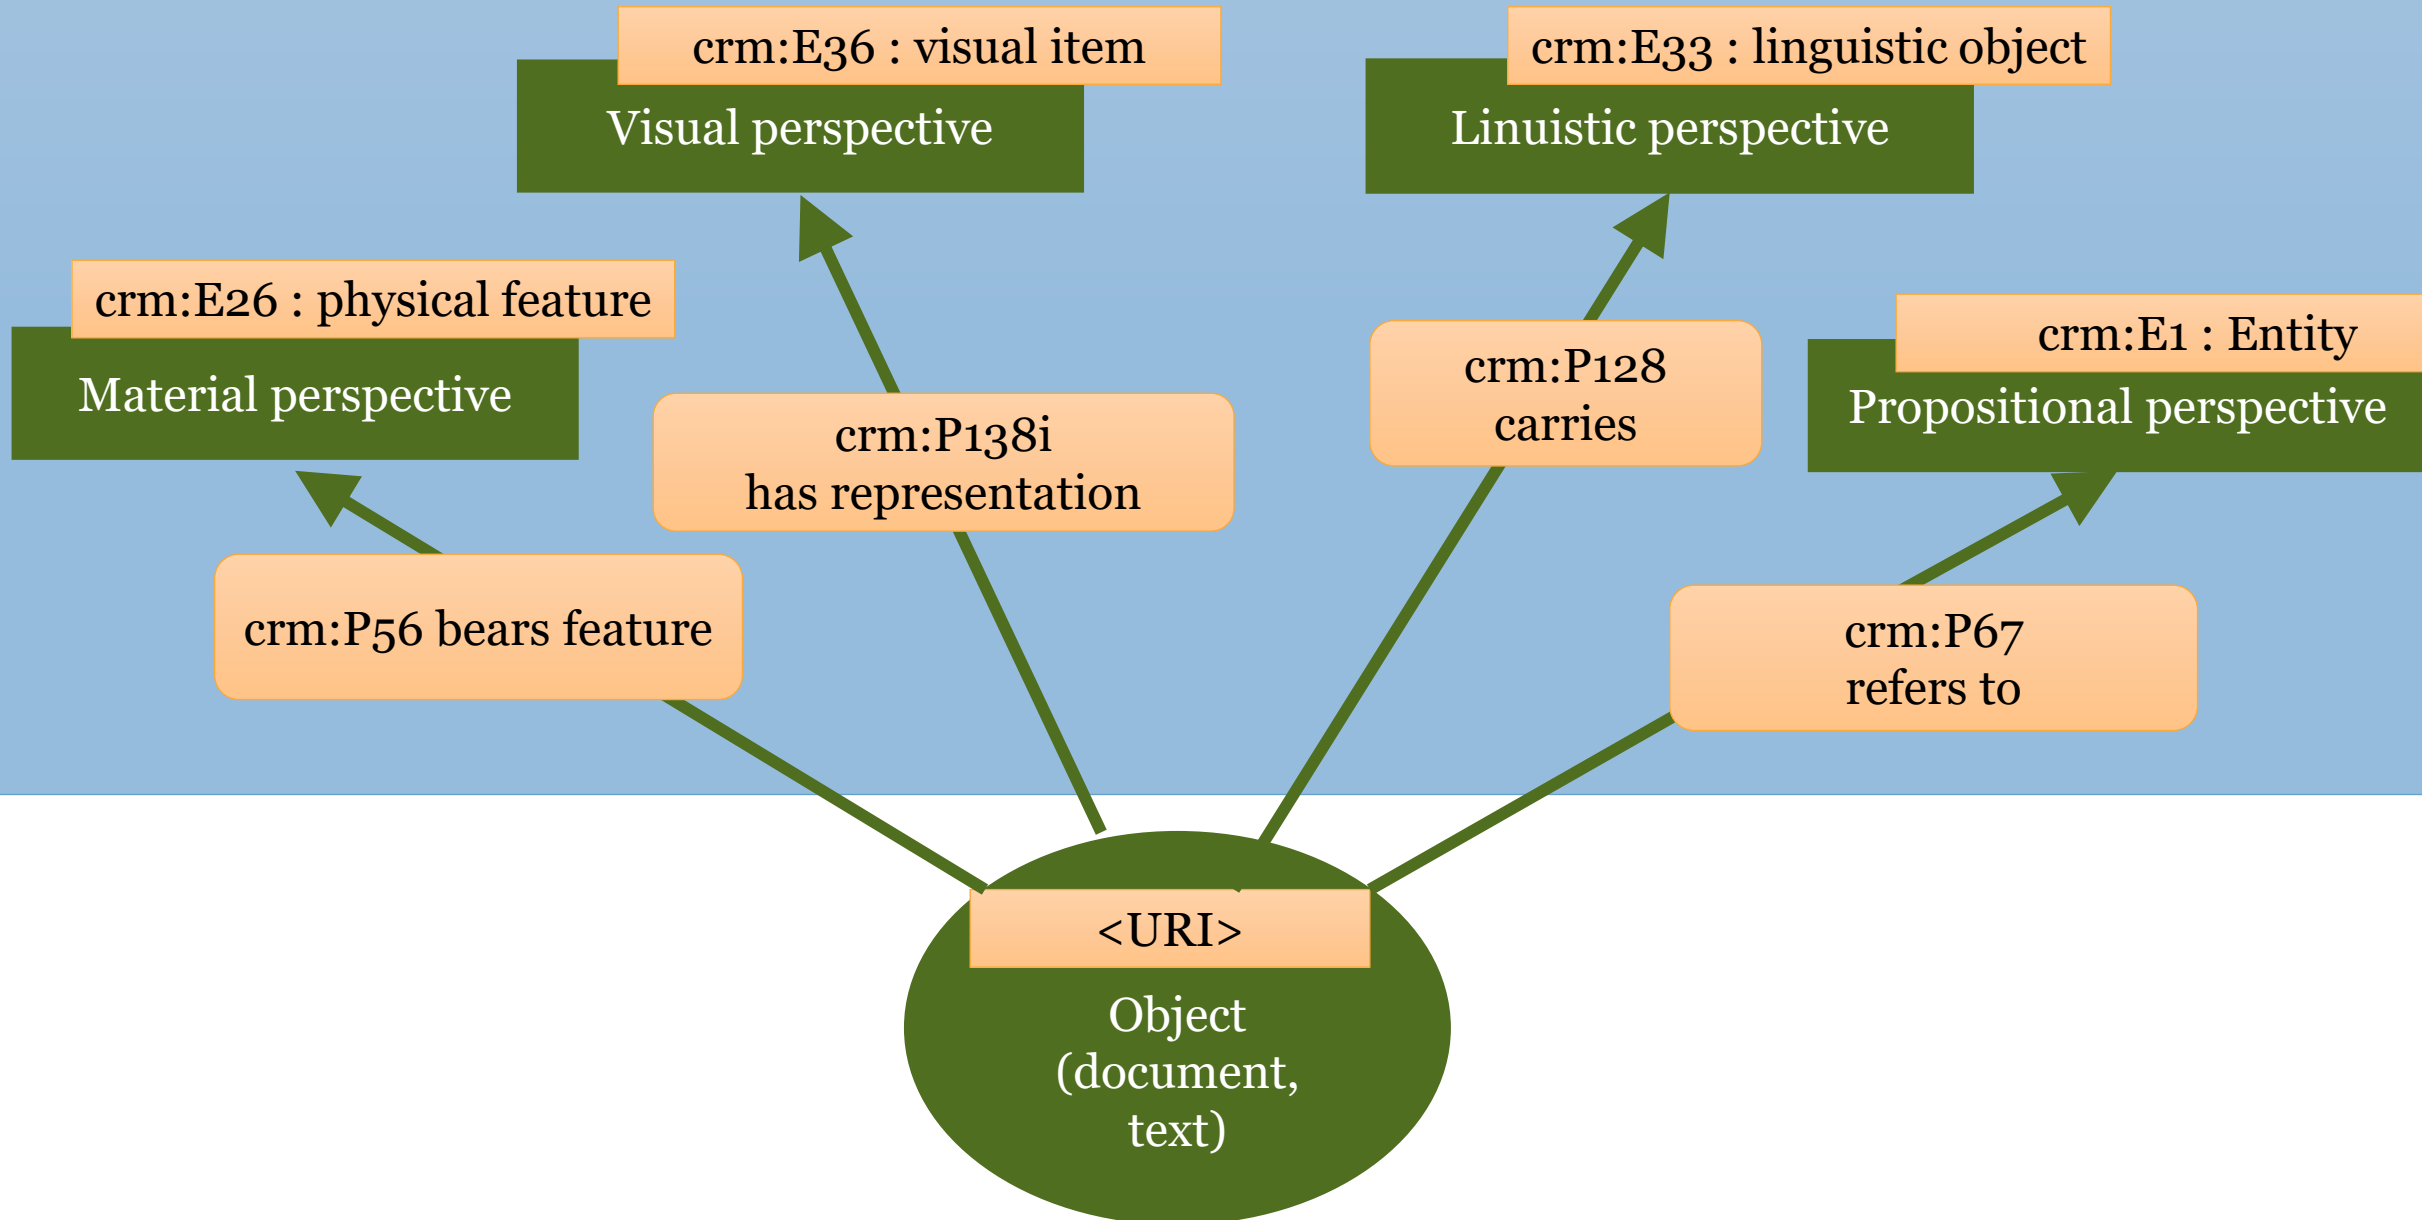 crm:E36 : visual item
Visual perspective
crm:E33 : linguistic object
Linuistic perspective
crm:E26 : physical feature
Material perspective
crm:E1 : Entity
Propositional perspective
crm:P138i
has representation
crm:P128
carries
crm:P56 bears feature
crm:P67
refers to
<URI>
Object
(document,
text)